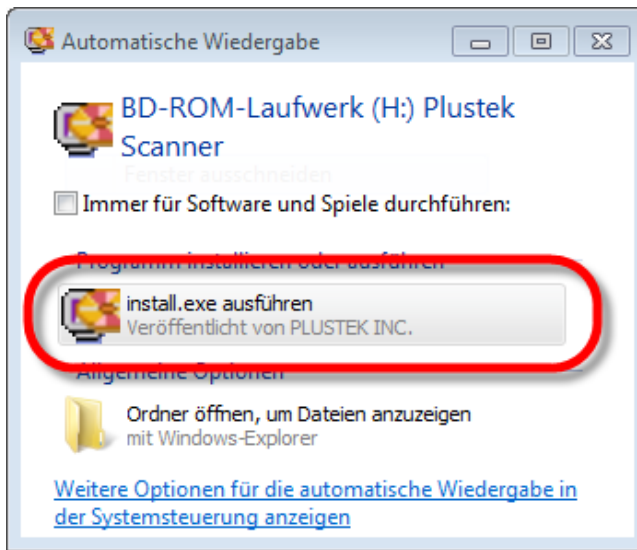 Automatische Wiedergabe
BD-ROM-Laufwerk (H:) Plustek
Scanner
Fenster ausschneiden
Immer für Software und Spiele durchführen:
Programm installieren oder ausführen
install.exe ausführen
Veröffentlicht von PLUSTEK INC.
Allgemeine Optionen
Ordner öffnen, um Dateien anzuzeigen
mit Windows-Explorer
Weitere Optionen für die automatische Wiedergabe in
der Systemsteuerung anzeigen